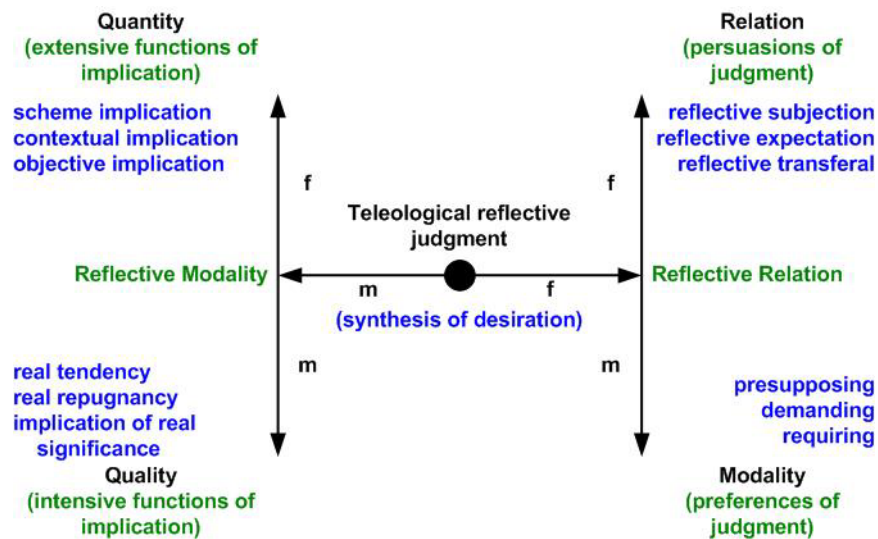 Quantity
(extensive functions of
implication)
scheme implication
contextual implication
objective implication
f
Relation
(persuasions of
judgment)
reflective subjection
reflective expectation
reflective transferal
f
Teleological reflective
judgment
Reflective Modality
m
f
Reflective Relation
(synthesis of desiration)
m
real tendency
real repugnancy
implication of real
significance
Quality
(intensive functions of
implication)
m
presupposing
demanding
requiring
Modality
(preferences of
judgment)